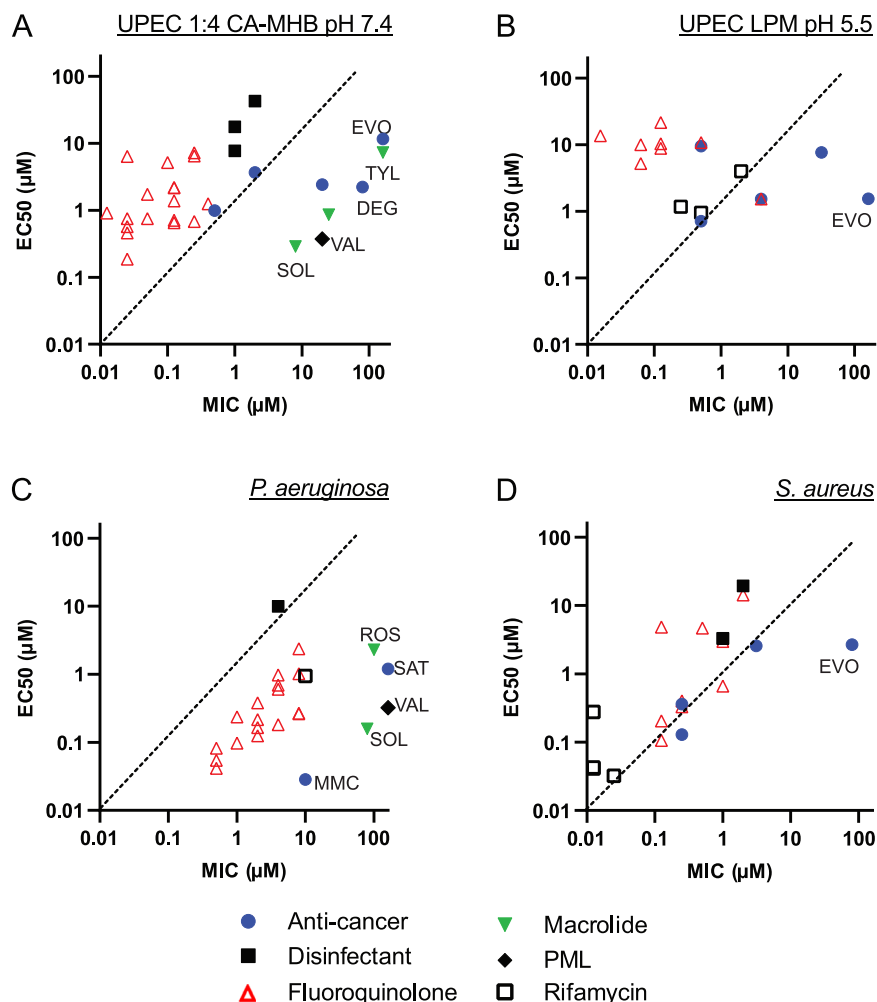 A
UPEC 1:4 CA-MHB pH 7.4
EC50 (µM)
100
10
1
0.1
0.01
EVO
TYL
DEG
VAL
SOL
0.01
0.1
1
10
100
MIC (µM)
B
UPEC LPM pH 5.5
EC50 (µM)
100
10
1
0.1
0.01
EVO
0.01
0.1
1
10
100
MIC (µM)
C
P. aeruginosa
EC50 (µM)
100
10
1
0.1
0.01
ROS
SAT
VAL
SOL
MMC
0.01
0.1
1
10
100
MIC (µM)
D
S. aureus
EC50 (µM)
100
10
1
0.1
0.01
EVO
0.01
0.1
1
10
100
MIC (µM)
Anti-cancer
Disinfectant
Fluoroquinolone
Macrolide
PML
Rifamycin